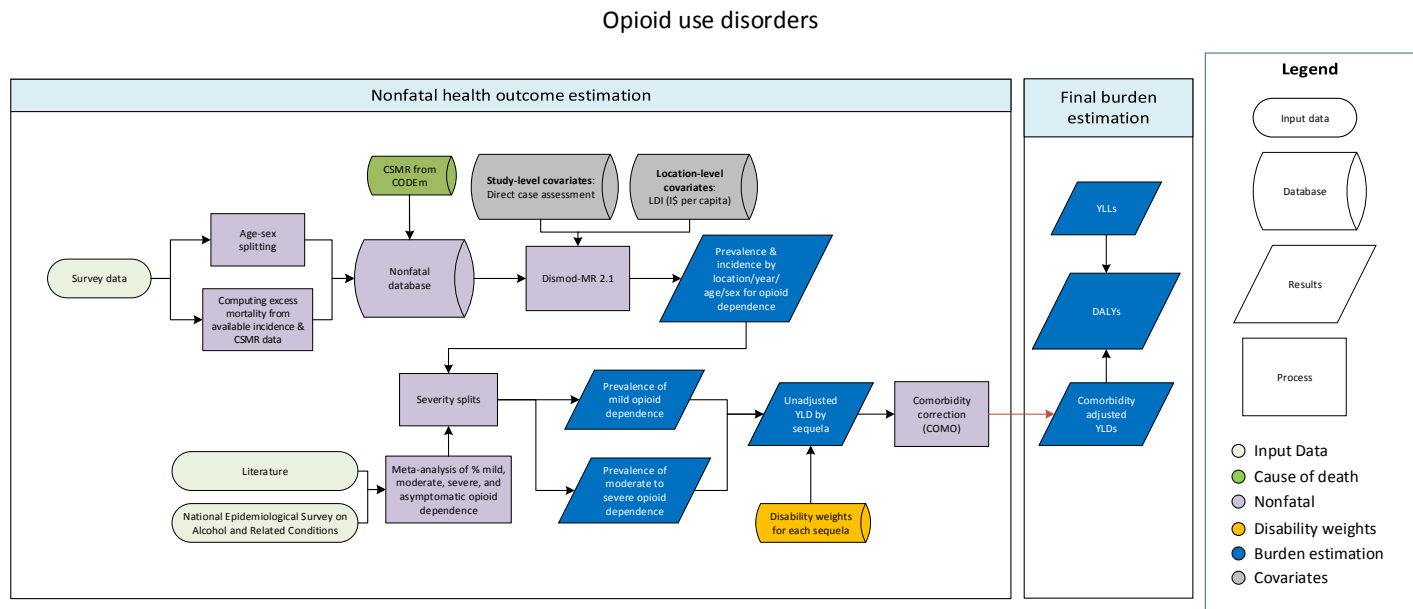 Opioid use disorders
Nonfatal health outcome estimation
CSMR from
CODEm
Study-level covariates:
Direct case assessment
Location-level
covariates:
LDI (I$ per capita)
Age-sex
splitting
Survey data
Computing excess
mortality from
available incidence &
CSMR data
Nonfatal
database
Dismod-MR 2.1
Prevalence &
incidence by
location/year/
age/sex for opioid
dependence
Severity splits
Prevalence of
mild opioid
dependence
Unadjusted
YLD by
sequela
Comorbidity
correction
(COMO)
Literature
National Epidemiological Survey on
Alcohol and Related Conditions
Meta-analysis of % mild,
moderate, severe, and
asymptomatic opioid
dependence
Prevalence of
moderate to
severe opioid
dependence
Disability weights
for each sequela
Final burden
estimation
YLLs
DALYs
Comorbidity
adjusted
YLDs
Legend
Input data
Database
Results
Process
Input Data
Cause of death
Nonfatal
Disability weights
Burden estimation
Covariates